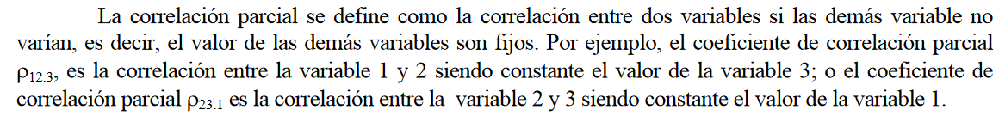 La correlación parcial se define como la correlación entre dos variables si las demás variable no
varían, es decir, el valor de las demás variables son fijos. Por ejemplo, el coeficiente de correlación parcial
ρ12.3, es la correlación entre la variable 1 y 2 siendo constante el valor de la variable 3; o el coeficiente de
correlación parcial ρ23.1 es la correlación entre la variable 2 y 3 siendo constante el valor de la variable 1.